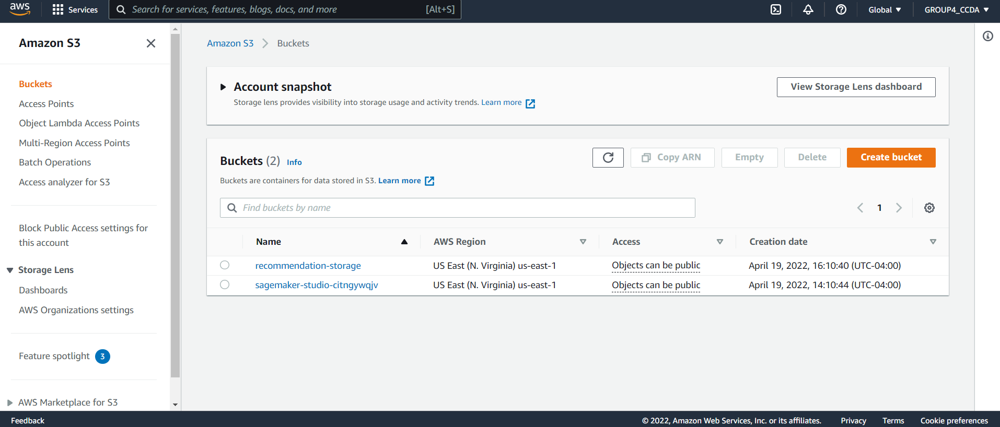 aws
Services
Search for services, features, blogs, docs, and more
[Alt+S]
Global
GROUP4_CCDA
Amazon S3
Buckets
Access Points
Object Lambda Access Points
Multi-Region Access Points
Batch Operations
Access analyzer for S3
Block Public Access settings for
this account
Storage Lens
Dashboards
AWS Organizations settings
Feature spotlight 3
AWS Marketplace for S3
Amazon S3 Buckets
Account snapshot
View Storage Lens dashboard
Storage lens provides visibility into storage usage and activity trends. Learn more
Buckets (2) Info
Copy ARN
Empty
Delete
Create bucket
Buckets are containers for data stored in S3. Learn more
Find buckets by name
1
Name AWS Region Access Creation date
recommendation-storage US East (N. Virginia) us-east-1 Objects can be public April 19, 2022, 16:10:40 (UTC-04:00)
sagemaker-studio-citngywqjv US East (N. Virginia) us-east-1 Objects can be public April 19, 2022, 14:10:44 (UTC-04:00)
Feedback
© 2022, Amazon Web Services, Inc. or its affiliates.
Privacy
Terms
Cookie preferences